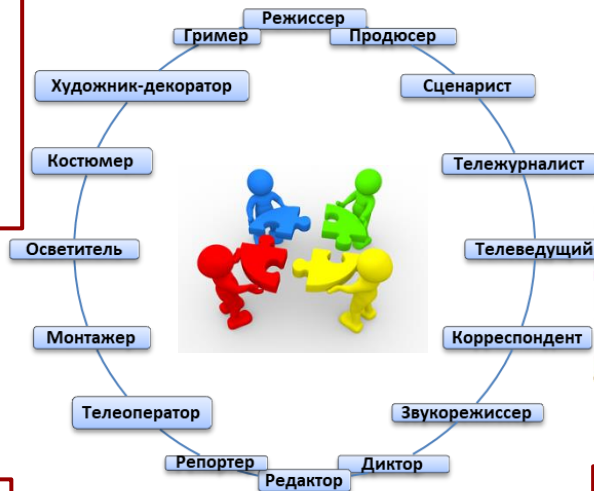 Режиссер
Гример
Продюсер
Художник-декоратор
Сценарист
Костюмер
Тележурналист
Осветитель
Телеведущий
Монтажер
Корреспондент
Телеоператор
Звукорежиссер
Репортер
Диктор
Редактор